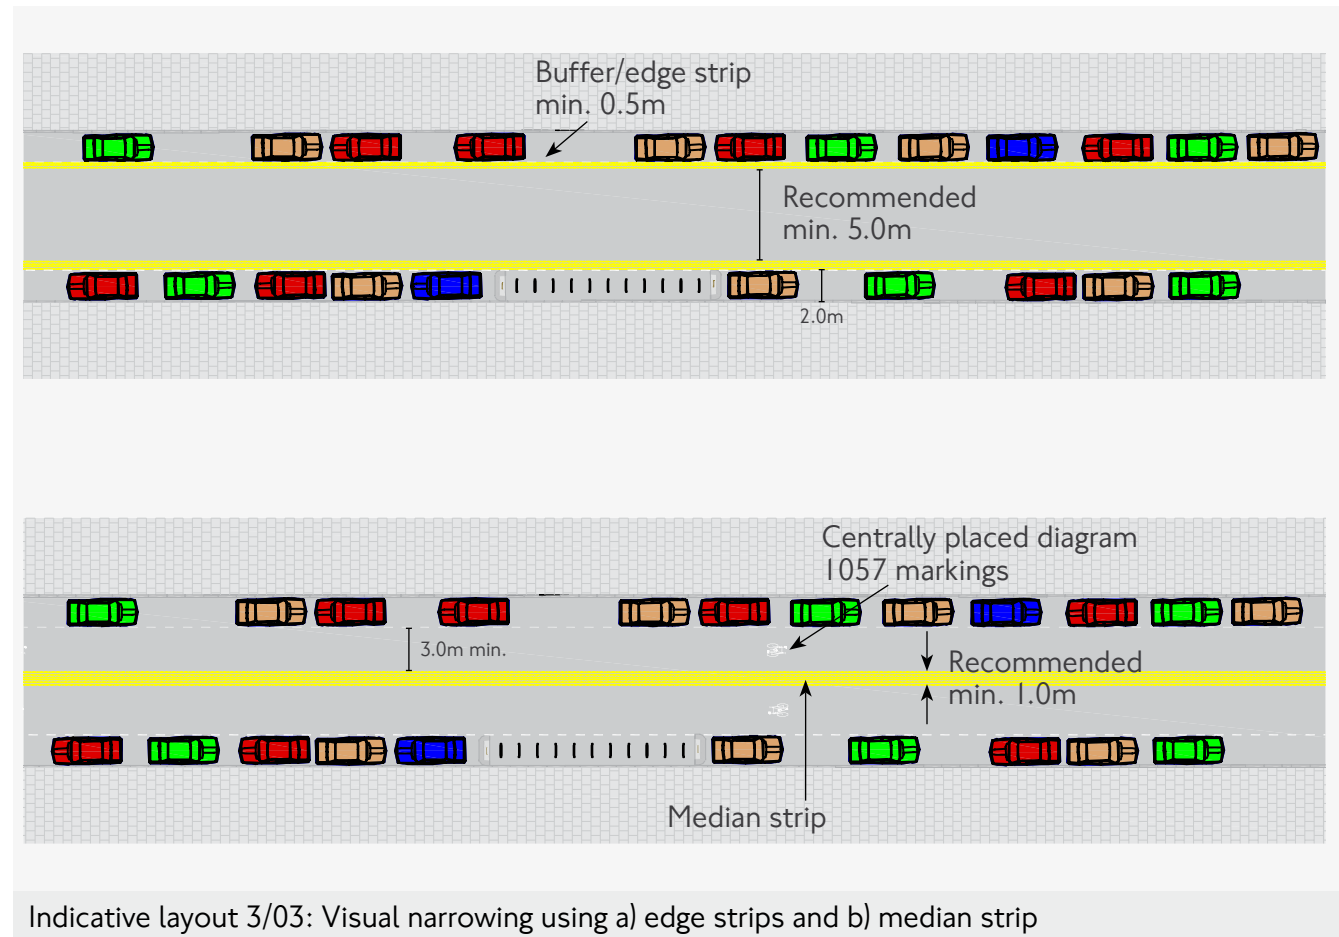 Buffer/edge strip
min. 0.5m
Recommended
min. 5.0m
2.0m
Centrally placed diagram
1057 markings
3.0m min.
Recommended
min. 1.0m
Median strip
Indicative layout 3/03: Visual narrowing using a) edge strips and b) median strip